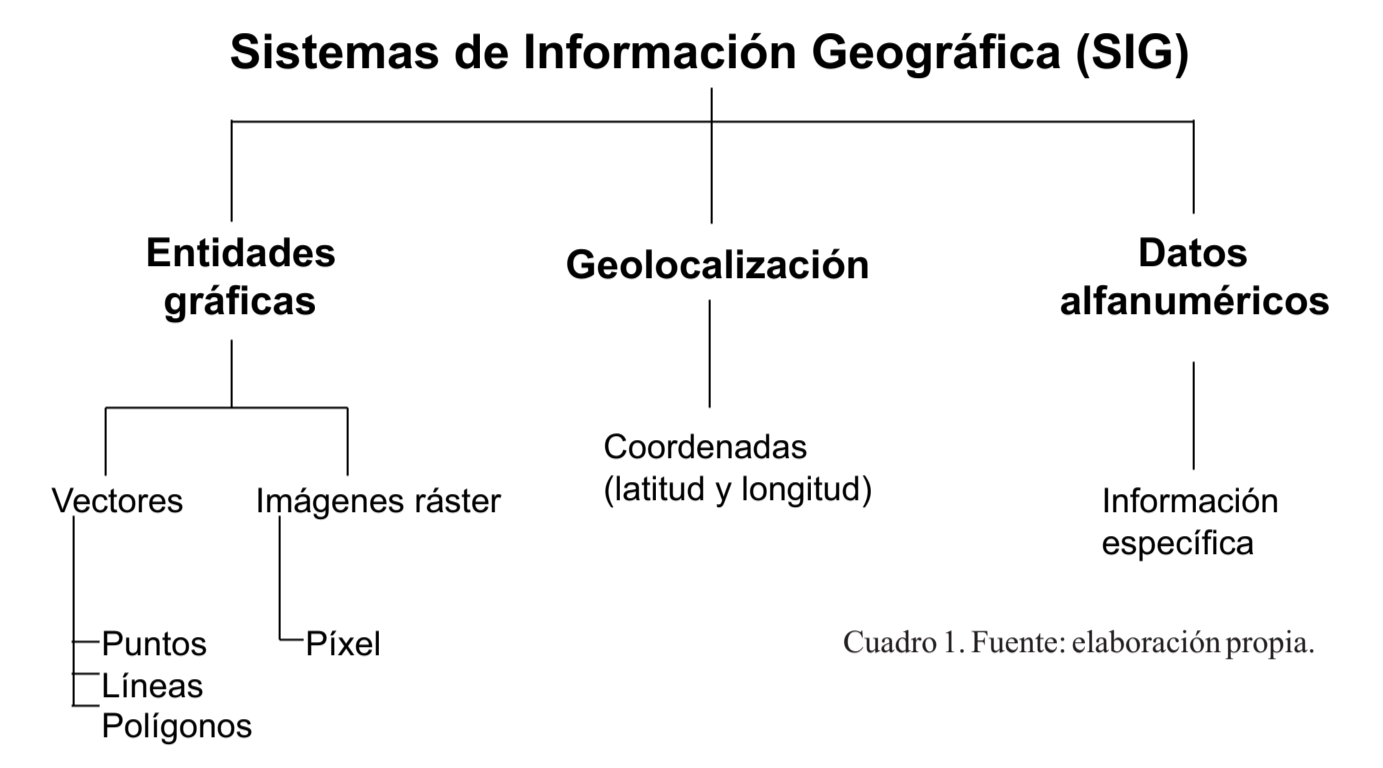 Sistemas de Información Geográfica (SIG)
Entidades
gráficas
Geolocalización
Datos
alfanuméricos
Vectores
Imágenes ráster
Coordenadas
(latitud y longitud)
Información
específica
Puntos
Líneas
Polígonos
Píxel
Cuadro 1. Fuente: elaboración propia.